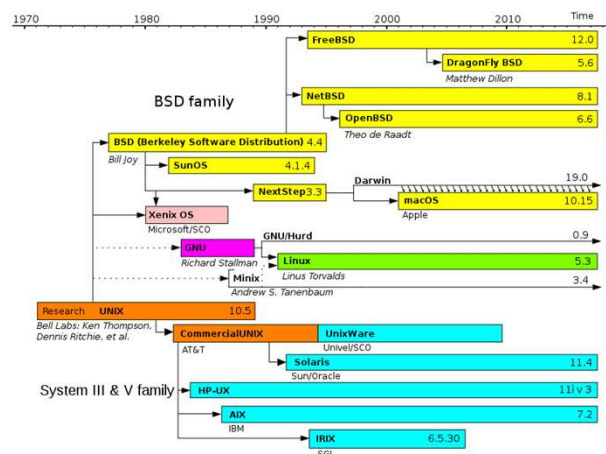 1970 1980 1990 2000 2010 Time
FreeBSD 12.0
DragonFly BSD 5.6
Matthew Dillon
BSD family
NetBSD 8.1
OpenBSD 6.6
Theo de Raadt
BSD (Berkeley Software Distribution) 4.4
Bill Joy
SunOS 4.1.4
Darwin 19.0
NextStep 3.3
macOS 10.15
Apple
Xenix OS
Microsoft/SCO
GNU/Hurd 0.9
GNU
Richard Stallman
Linux 5.3
Linus Torvalds
Minix 3.4
Andrew S. Tanenbaum
Research UNIX 10.5
Bell Labs: Ken Thompson,
Dennis Ritchie, et al.
CommercialUNIX UnixWare
AT&T Univel/SCO
Solaris 11.4
Sun/Oracle
System III & V family
HP-UX 11i v 3
AIX 7.2
IBM
IRIX 6.5.30
SGI